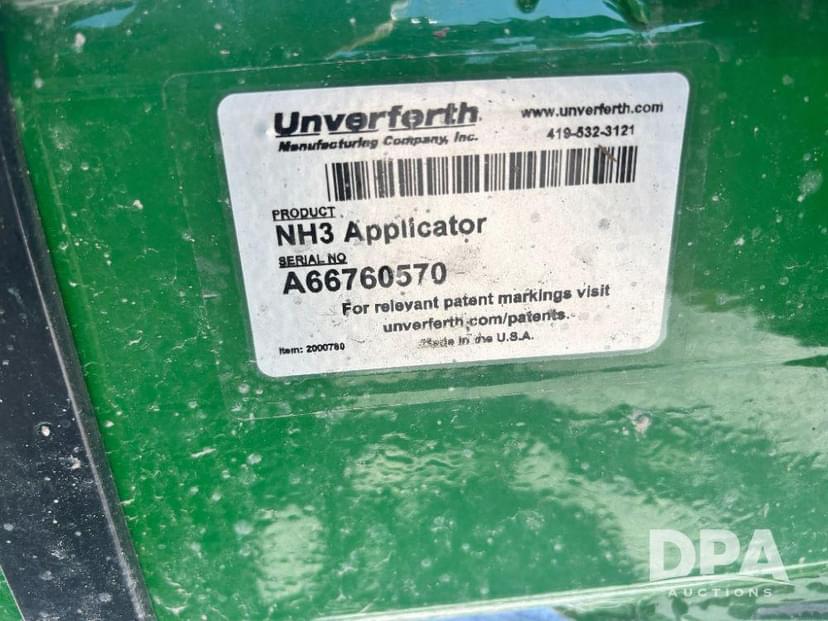 Unverferth
Manufacturing Company, Inc.
www.unverferth.com
419-532-3121
PRODUCT
NH3 Applicator
SERIAL NO
A66760570
For relevant patent markings visit
unverferth.com/patents.
Item: 2000780
Made in the U.S.A.
DPA
AUCTIONS